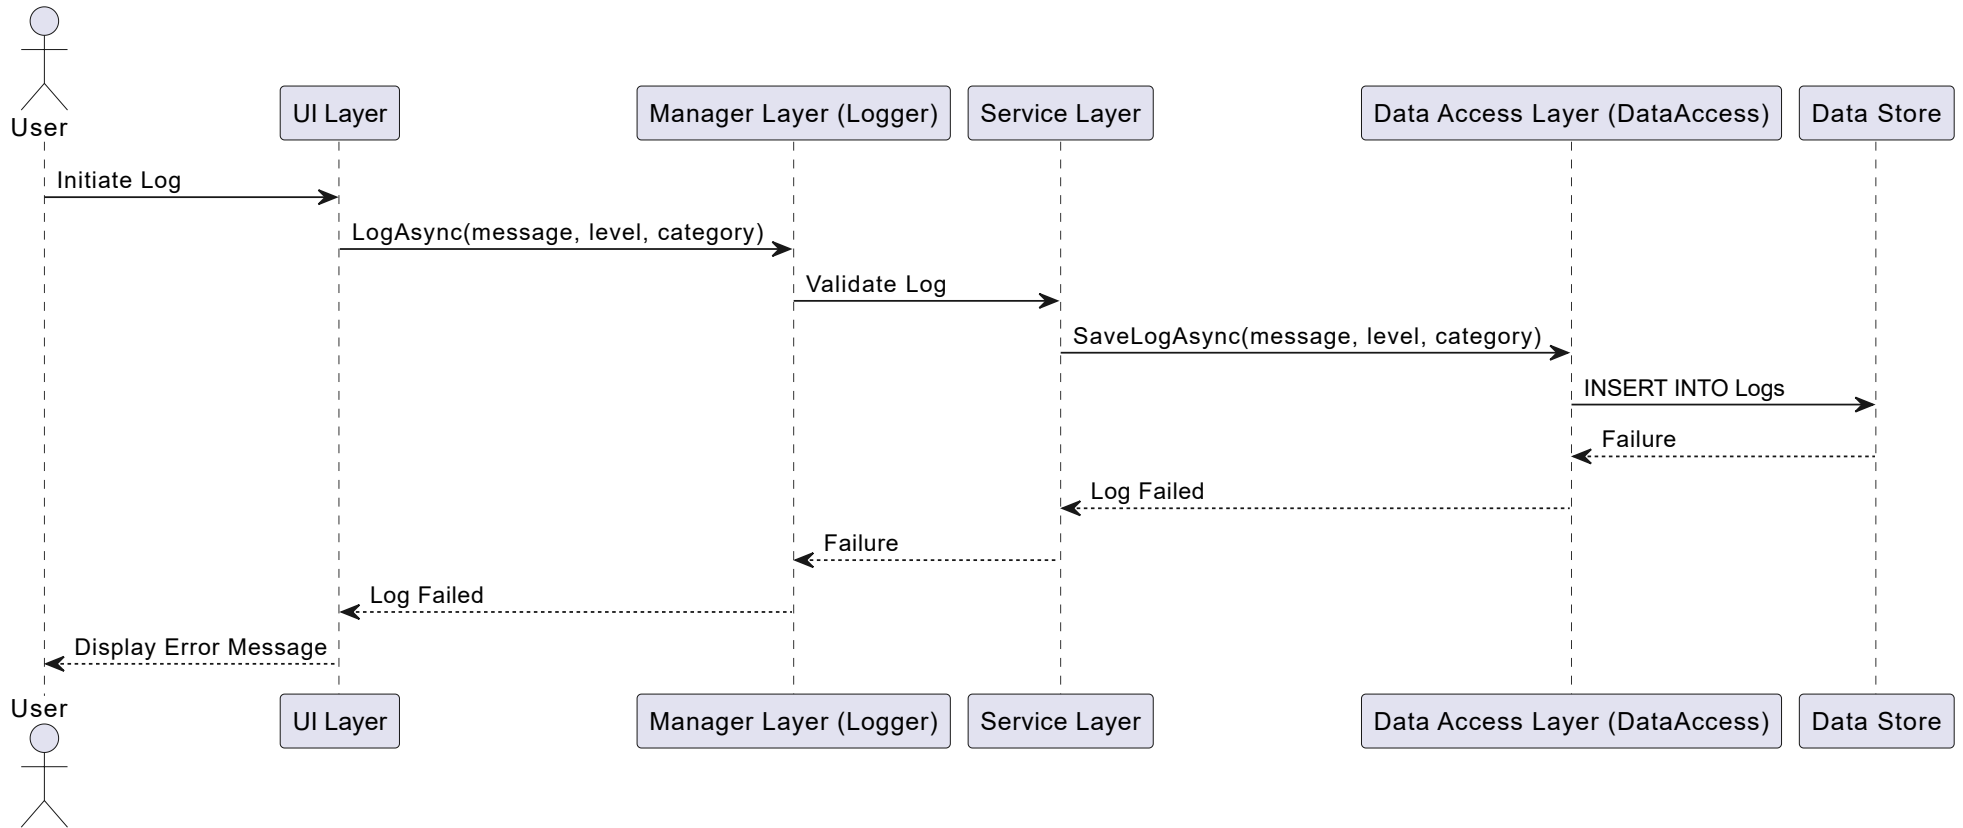 User
UI Layer
Manager Layer (Logger)
Service Layer
Data Access Layer (DataAccess)
Data Store
Initiate Log
LogAsync(message, level, category)
Validate Log
SaveLogAsync(message, level, category)
INSERT INTO Logs
Failure
Log Failed
Failure
Log Failed
Display Error Message
User
UI Layer
Manager Layer (Logger)
Service Layer
Data Access Layer (DataAccess)
Data Store